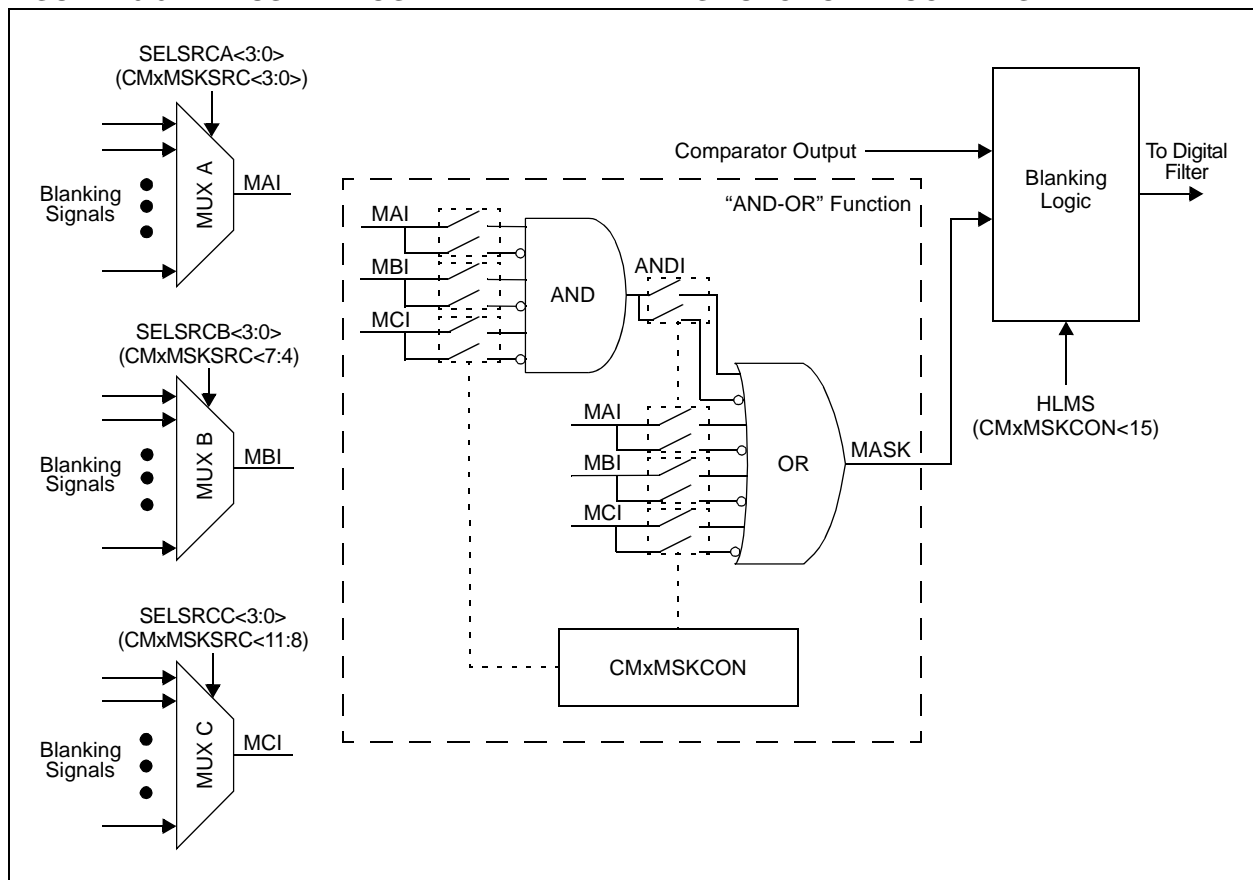 SELSRCA<3:0>
(CMxMSKSRC<3:0>)
MUX A
MAI
Blanking
Signals
SELSRCB<3:0>
(CMxMSKSRC<7:4)
MUX B
MBI
Blanking
Signals
SELSRCC<3:0>
(CMxMSKSRC<11:8)
MUX C
MCI
Blanking
Signals
Comparator Output
"AND-OR" Function
MAI
MBI
MCI
AND
ANDI
MAI
MBI
MCI
OR
MASK
CMxMSKCON
Blanking
Logic
To Digital
Filter
HLMS
(CMxMSKCON<15)